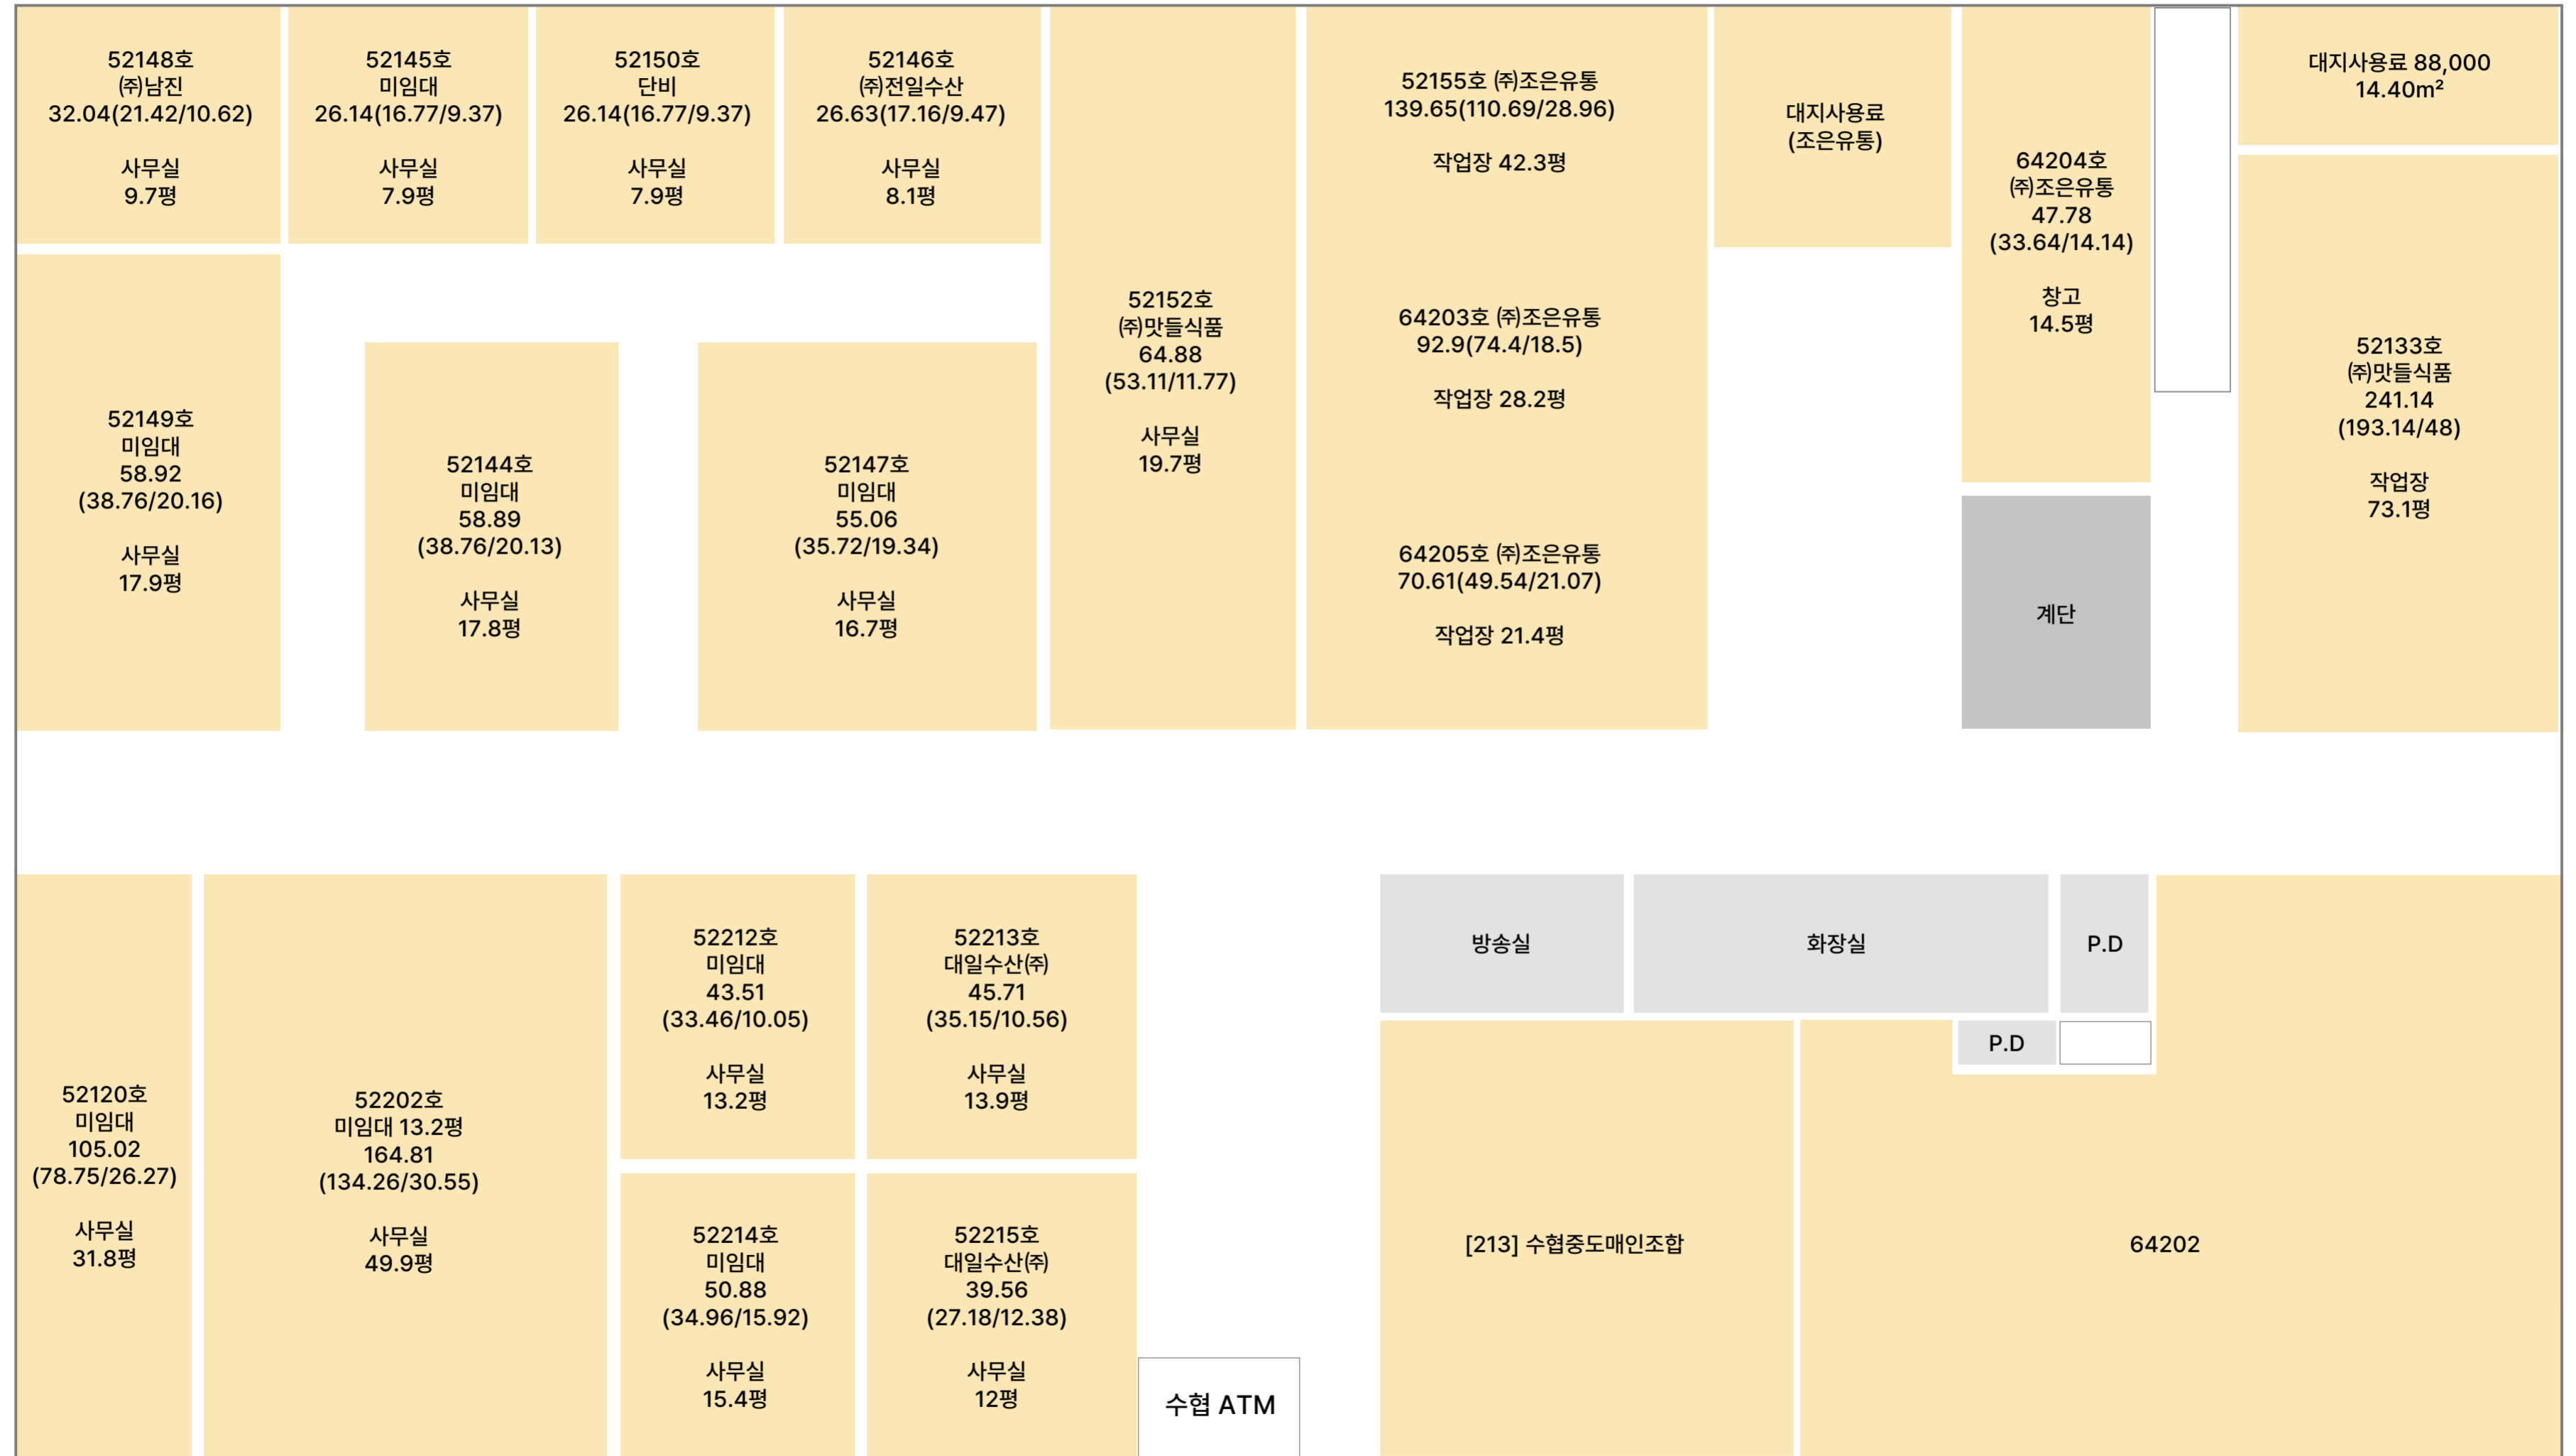 52148호
㈜남진
32.04(21.42/10.62)
사무실
9.7평
52145호
미임대
26.14(16.77/9.37)
사무실
7.9평
52150호
단비
26.14(16.77/9.37)
사무실
7.9평
52146호
㈜전일수산
26.63(17.16/9.47)
사무실
8.1평
52152호
㈜맛들식품
64.88
(53.11/11.77)
사무실
19.7평
52155호 ㈜조은유통
139.65(110.69/28.96)
작업장 42.3평
64203호 ㈜조은유통
92.9(74.4/18.5)
작업장 28.2평
64205호 ㈜조은유통
70.61(49.54/21.07)
작업장 21.4평
대지사용료
(조은유통)
64204호
㈜조은유통
47.78
(33.64/14.14)
창고
14.5평
대지사용료 88,000
14.40m²
52133호
㈜맛들식품
241.14
(193.14/48)
작업장
73.1평
52149호
미임대
58.92
(38.76/20.16)
사무실
17.9평
52144호
미임대
58.89
(38.76/20.13)
사무실
17.8평
52147호
미임대
55.06
(35.72/19.34)
사무실
16.7평
계단
52120호
미임대
105.02
(78.75/26.27)
사무실
31.8평
52202호
미임대 13.2평
164.81
(134.26/30.55)
사무실
49.9평
52212호
미임대
43.51
(33.46/10.05)
사무실
13.2평
52213호
대일수산㈜
45.71
(35.15/10.56)
사무실
13.9평
52214호
미임대
50.88
(34.96/15.92)
사무실
15.4평
52215호
대일수산㈜
39.56
(27.18/12.38)
사무실
12평
수협 ATM
방송실
화장실
P.D
P.D
[213] 수협중도매인조합
64202